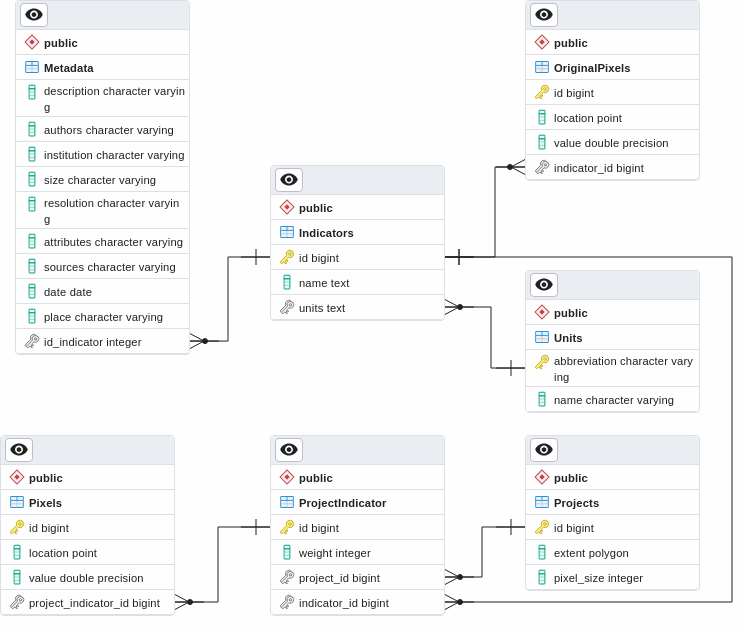 public
Metadata
description character varyin
g
authors character varying
institution character varying
size character varying
resolution character varyin
g
attributes character varying
sources character varying
date date
place character varying
id_indicator integer
public
Indicators
id bigint
name text
units text
public
OriginalPixels
id bigint
location point
value double precision
indicator_id bigint
public
Units
abbreviation character vary
ing
name character varying
public
Pixels
id bigint
location point
value double precision
project_indicator_id bigint
public
ProjectIndicator
id bigint
weight integer
project_id bigint
indicator_id bigint
public
Projects
id bigint
extent polygon
pixel_size integer